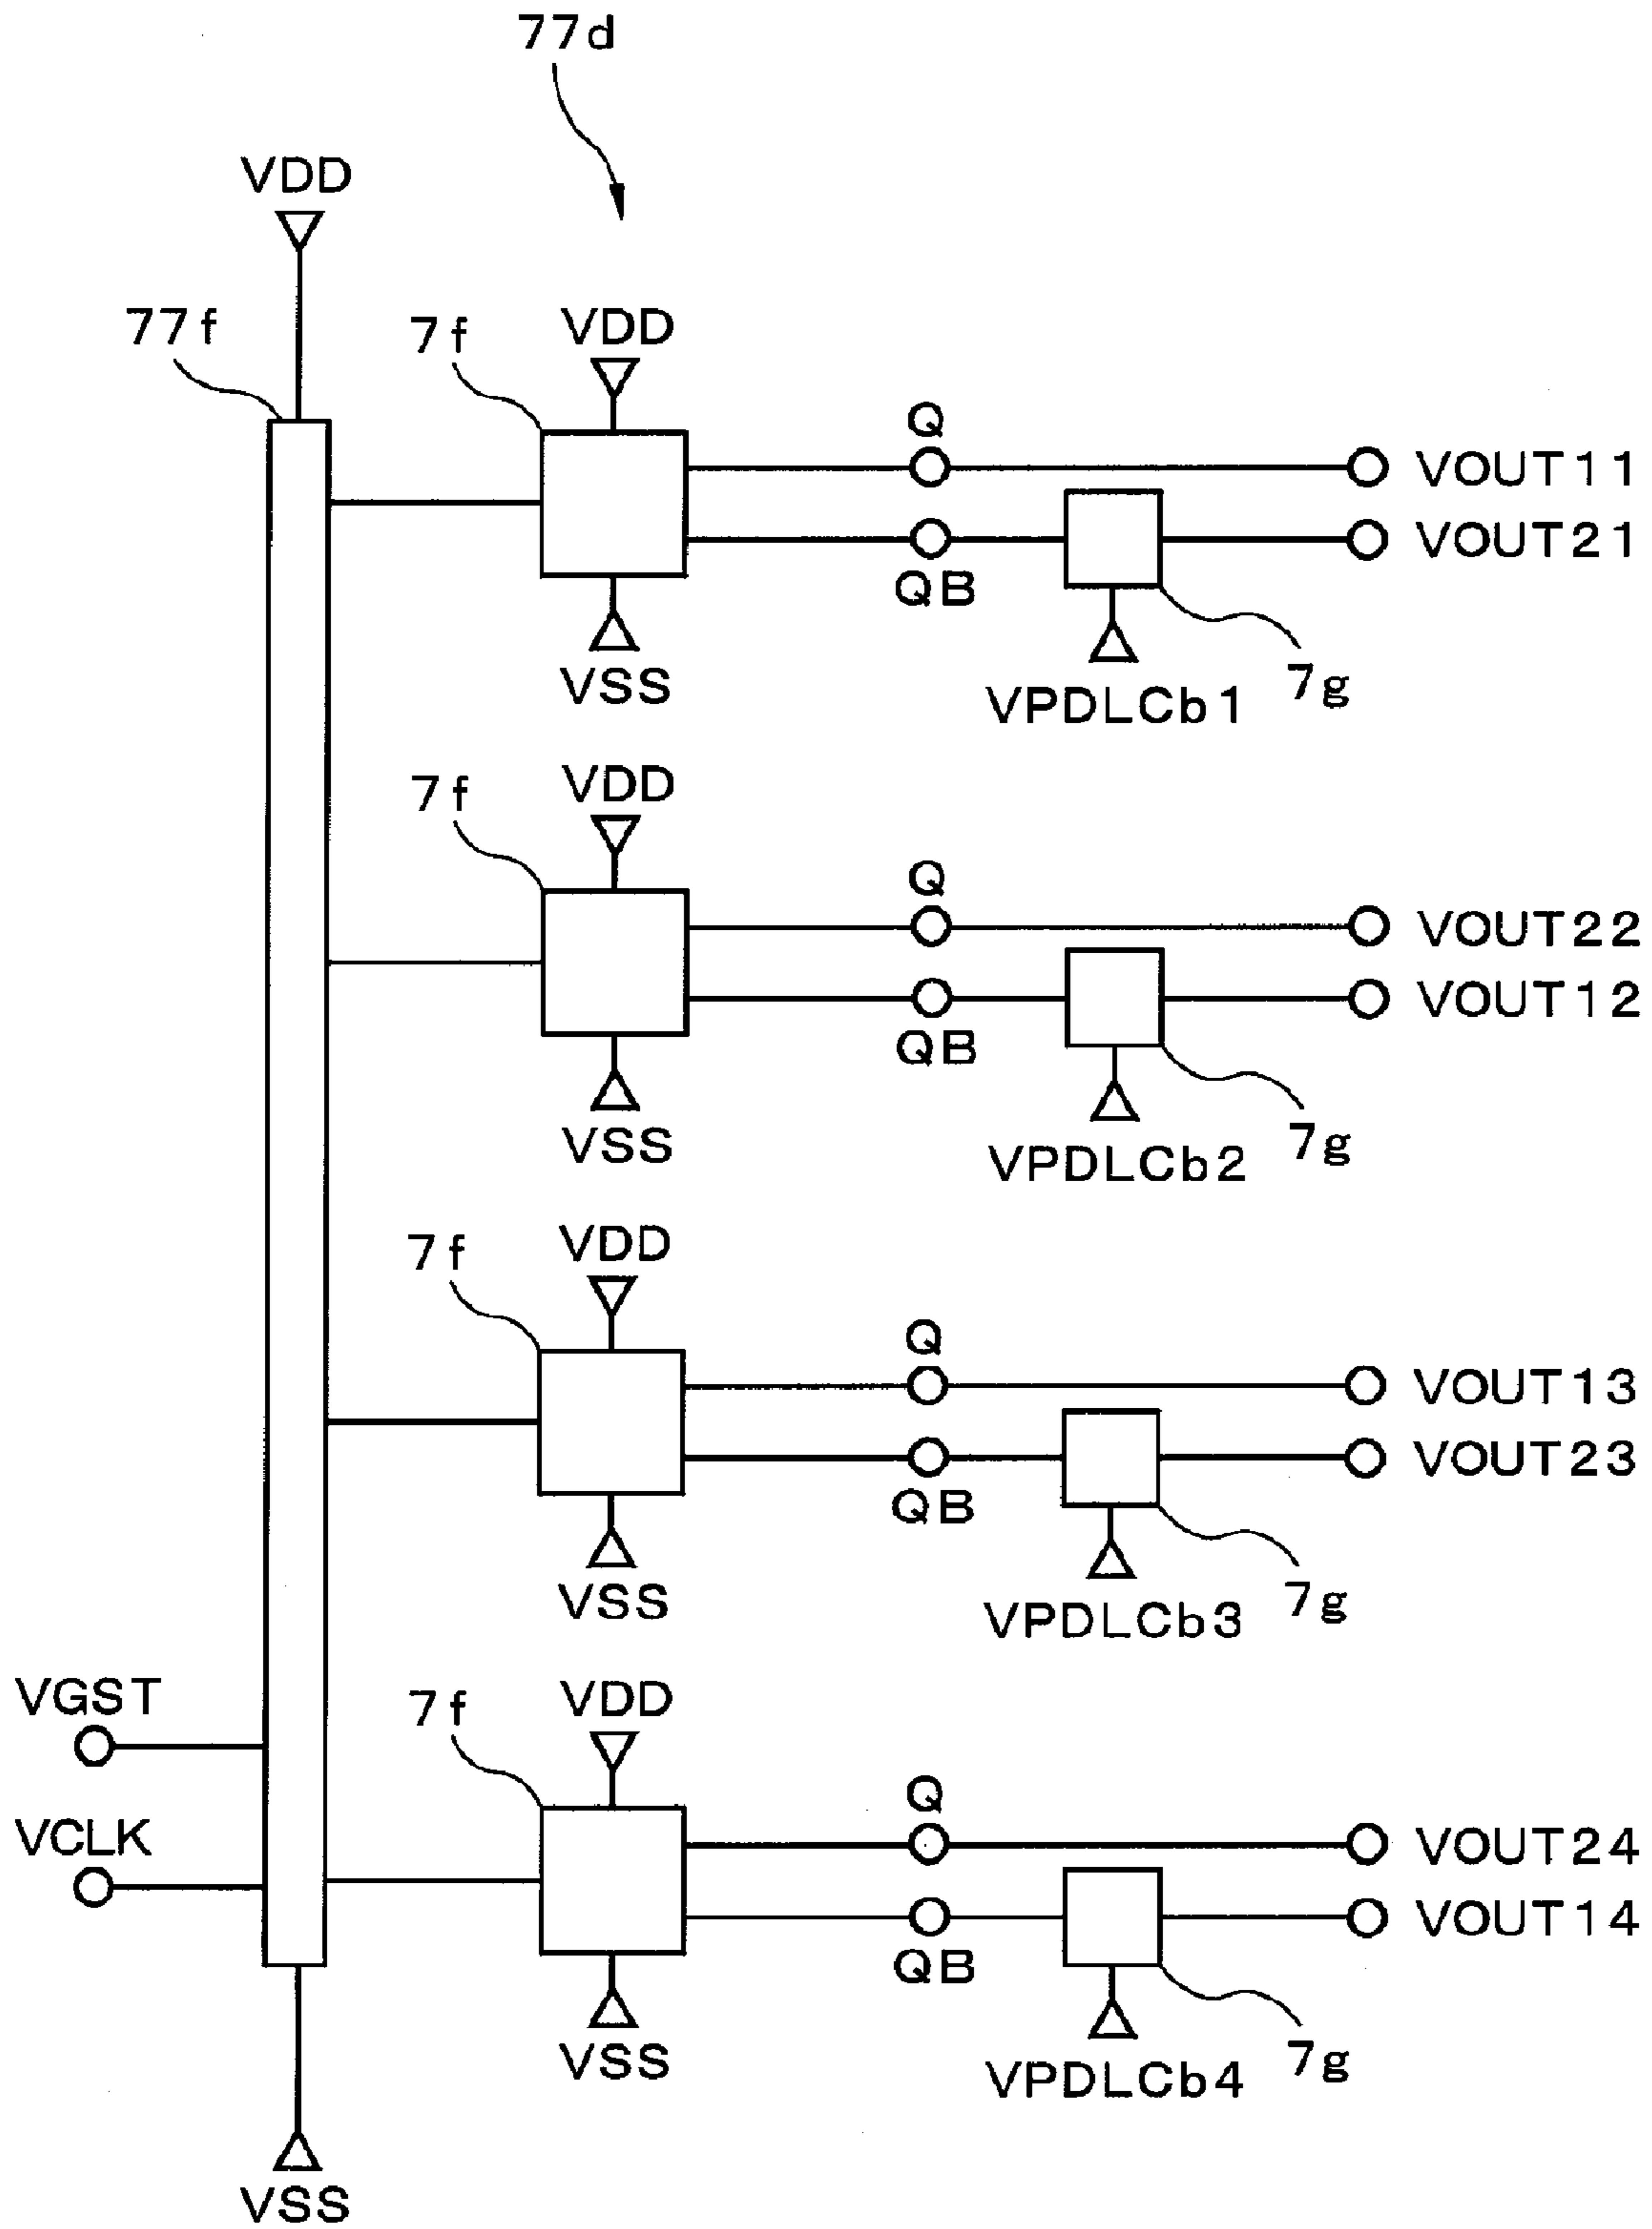 77d
VDD
77f
7f
VDD
Q
VOUT11
VOUT21
QB
VSS
VPDLCb1
7g
7f
VDD
Q
VOUT22
VOUT12
QB
VSS
VPDLCb2
7g
7f
VDD
Q
VOUT13
VOUT23
QB
VSS
VPDLCb3
7g
VGST
7f
VDD
Q
VCLK
VOUT24
VOUT14
QB
VSS
VPDLCb4
7g
VSS